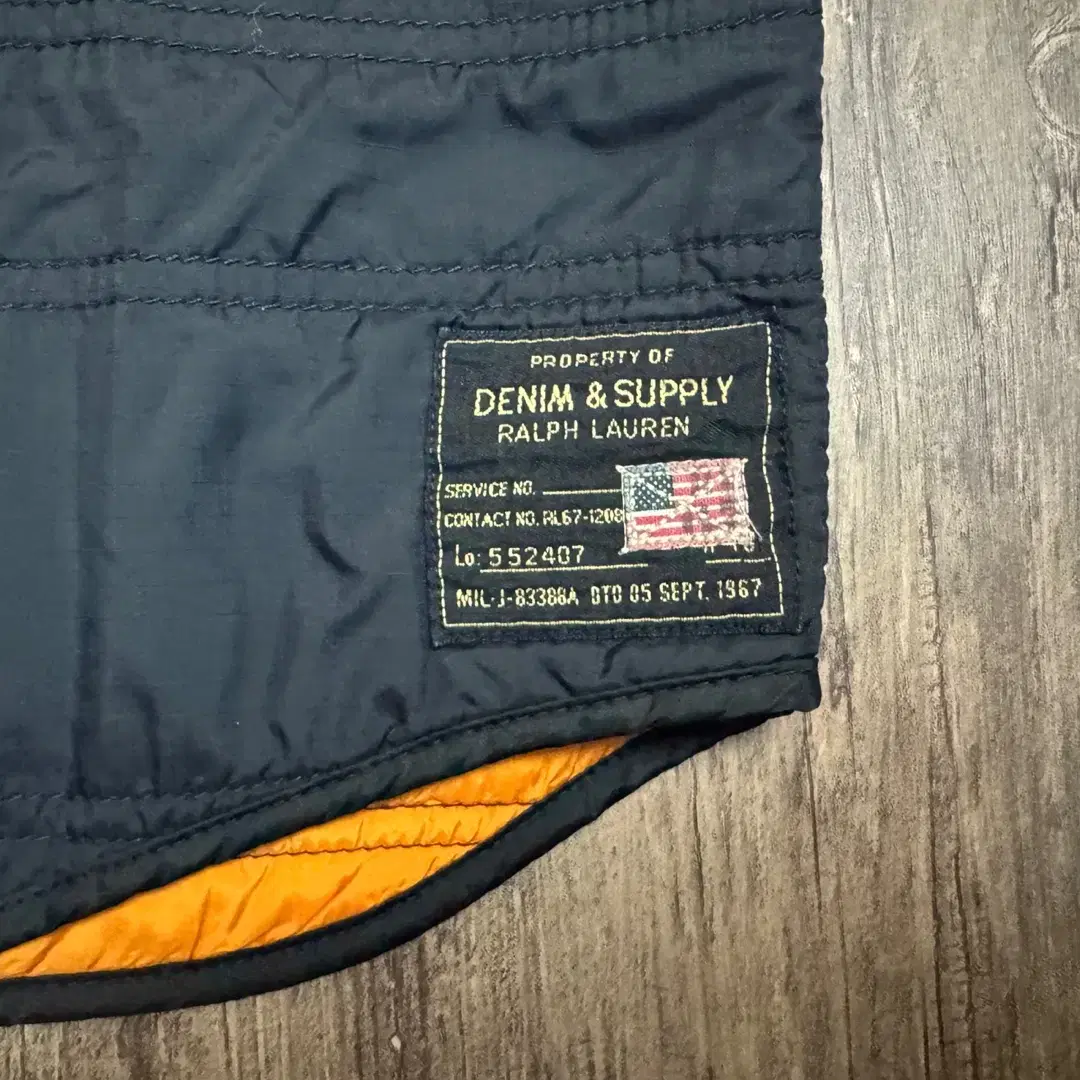 PROPERTY OF
DENIM & SUPPLY
RALPH LAUREN
SERVICE NO.
CONTACT NO. RL67-1208
Lo: 552407
MIL-J-83388A DTD 05 SEPT. 1967